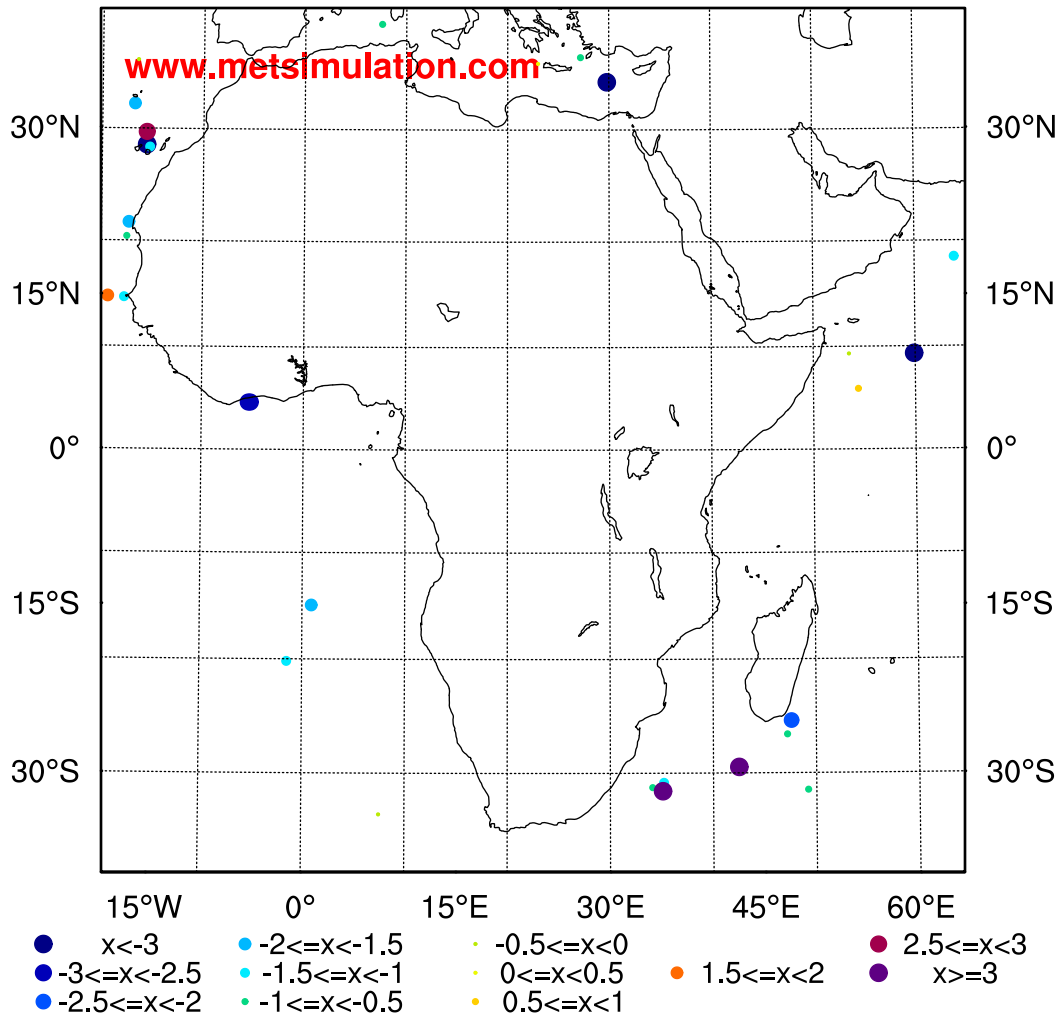 www.metsimulation.com
30°N 30°N
15°N 15°N
0° 0°
15°S 15°S
30°S 30°S
15°W 0° 15°E 30°E 45°E 60°E
x<-3 -2<=x<-1.5 -0.5<=x<0 2.5<=x<3
-3<=x<-2.5 -1.5<=x<-1 0<=x<0.5 1.5<=x<2 x>=3
-2.5<=x<-2 -1<=x<-0.5 0.5<=x<1